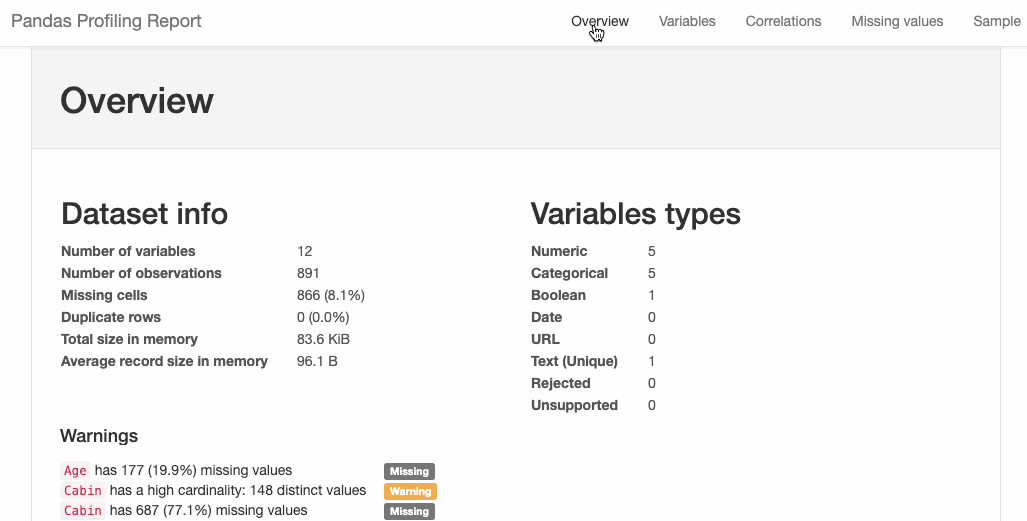 Pandas Profiling Report Overview Variables Correlations Missing values Sample
Overview
Dataset info
Number of variables 12
Number of observations 891
Missing cells 866 (8.1%)
Duplicate rows 0 (0.0%)
Total size in memory 83.6 KiB
Average record size in memory 96.1 B
Variables types
Numeric 5
Categorical 5
Boolean 1
Date 0
URL 0
Text (Unique) 1
Rejected 0
Unsupported 0
Warnings
Age has 177 (19.9%) missing values Missing
Cabin has a high cardinality: 148 distinct values Warning
Cabin has 687 (77.1%) missing values Missing